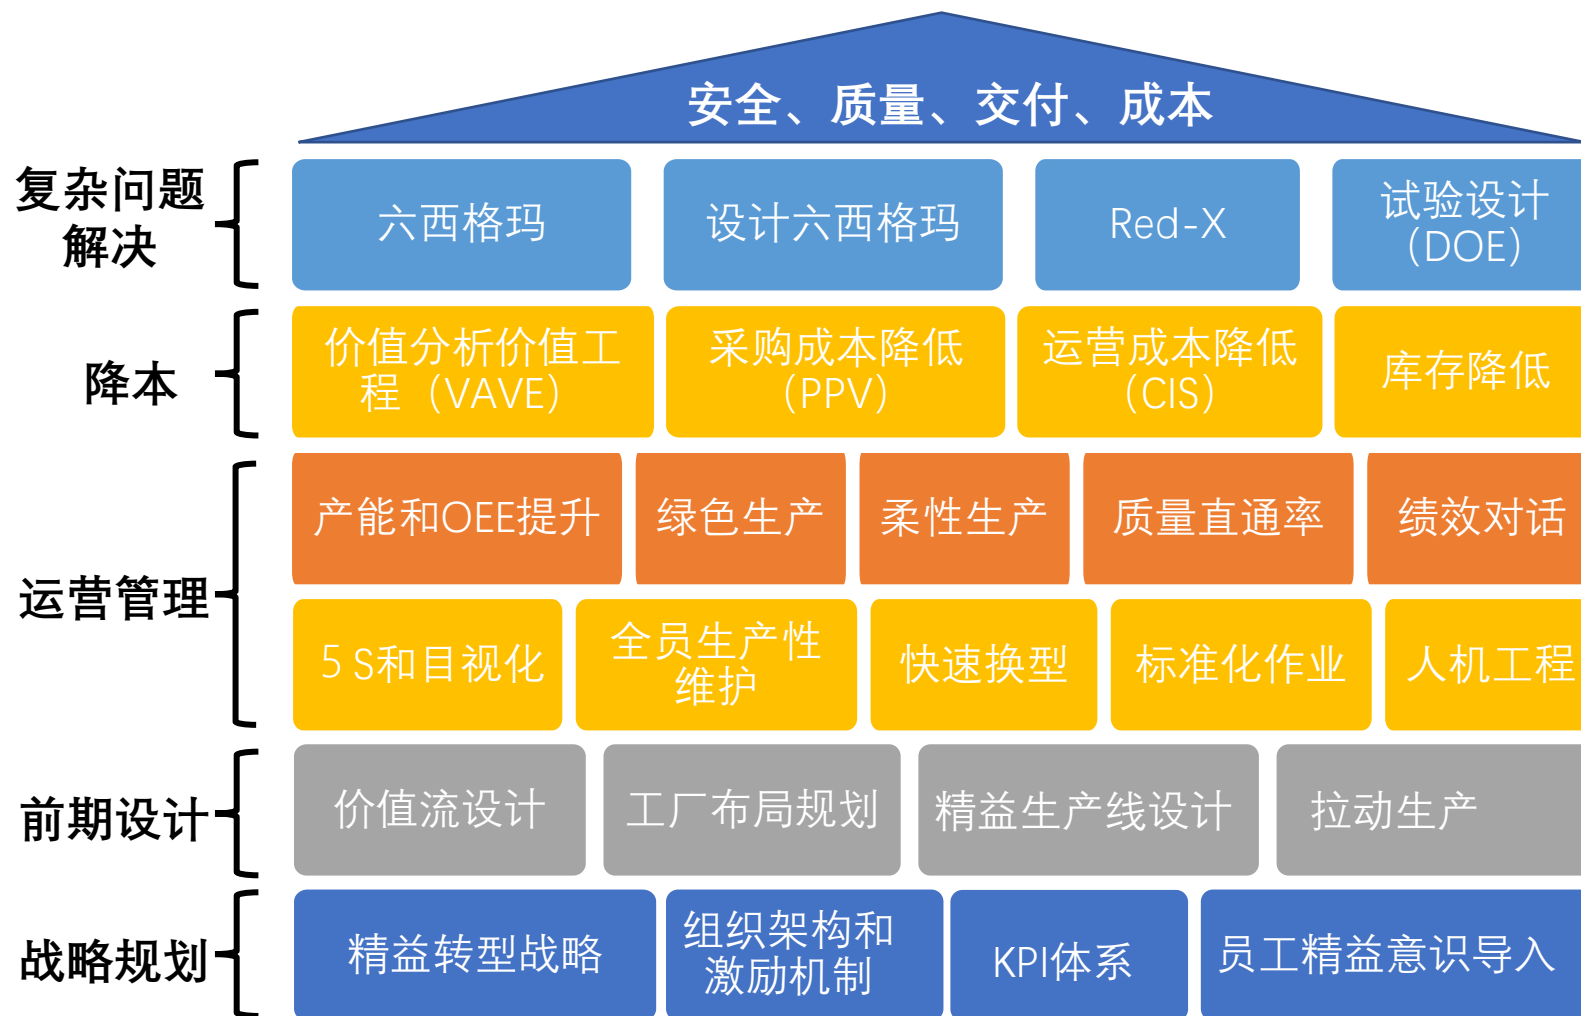 安全、质量、交付、成本
复杂问题
解决
六西格玛
设计六西格玛
Red-X
试验设计
（DOE）
降本
价值分析价值工
程（VAVE）
采购成本降低
（PPV）
运营成本降低
（CIS）
库存降低
运营管理
产能和OEE提升
绿色生产
柔性生产
质量直通率
绩效对话
5 S和目视化
全员生产性
维护
快速换型
标准化作业
人机工程
前期设计
价值流设计
工厂布局规划
精益生产线设计
拉动生产
战略规划
精益转型战略
组织架构和
激励机制
KPI体系
员工精益意识导入